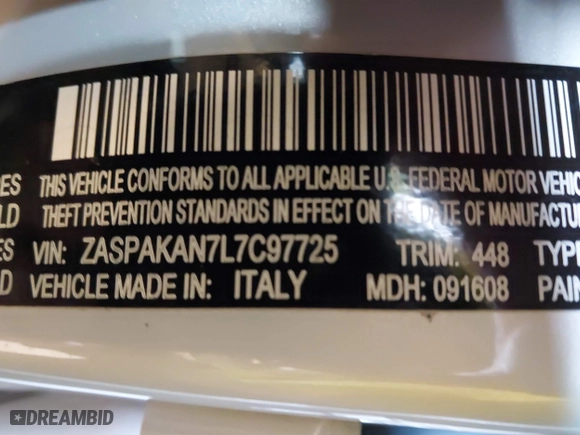 ES THIS VEHICLE CONFORMS TO ALL APPLICABLE U.S. FEDERAL MOTOR VEHIC
LD THEFT PREVENTION STANDARDS IN EFFECT ON THE DATE OF MANUFACTU
ES VIN: ZASPAKAN7L7C97725 TRIM: 448 TYPE
D VEHICLE MADE IN: ITALY MDH: 091608 PAIN
DREAMBID